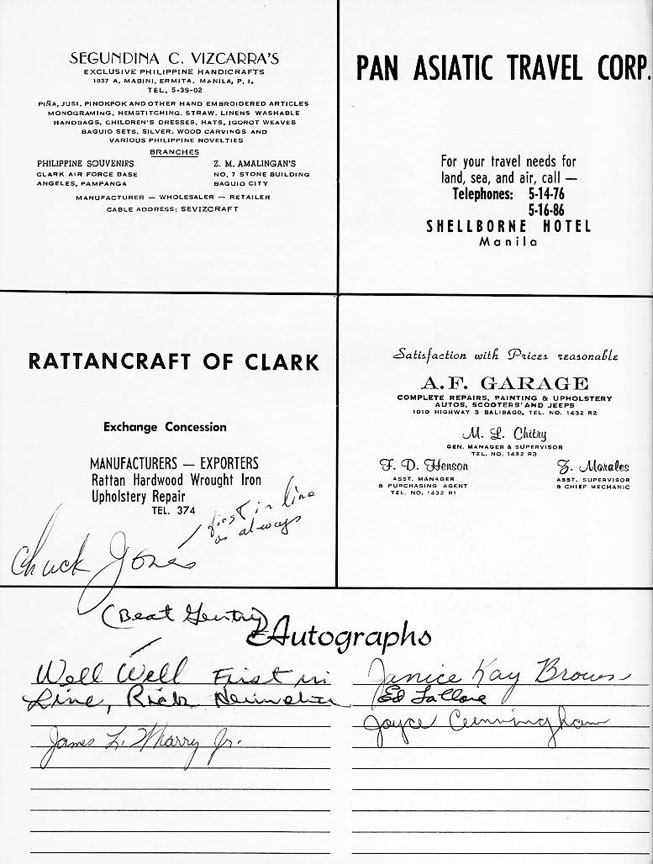 SEGUNDINA C. VIZCARRA'S
EXCLUSIVE PHILIPPINE HANDICRAFTS
1037 A. MABINI, ERMITA, MANILA, P. I.
TEL. 5-39-02
PIÑA, JUSI, PINOKPOK AND OTHER HAND EMBROIDERED ARTICLES
MONOGRAMING, HEMSTITCHING, STRAW, LINENS WASHABLE
HANDBAGS, CHILDREN'S DRESSES, HATS, IGOROT WEAVES
BAGUIO SETS, SILVER, WOOD CARVINGS AND
VARIOUS PHILIPPINE NOVELTIES
BRANCHES
PHILIPPINE SOUVENIRS
CLARK AIR FORCE BASE
ANGELES, PAMPANGA
Z. M. AMALINGAN'S
NO. 7 STONE BUILDING
BAGUIO CITY
MANUFACTURER — WHOLESALER — RETAILER
CABLE ADDRESS: SEVIZCRAFT
PAN ASIATIC TRAVEL CORP.
For your travel needs for
land, sea, and air, call —
Telephones: 5-14-76
5-16-86
SHELLBORNE HOTEL
Manila
RATTANCRAFT OF CLARK
Exchange Concession
MANUFACTURERS — EXPORTERS
Rattan Hardwood Wrought Iron
Upholstery Repair
TEL. 374
first in line
as always
Chuck Jones
Satisfaction with Prices reasonable
A.F. GARAGE
COMPLETE REPAIRS, PAINTING & UPHOLSTERY
AUTOS, SCOOTERS AND JEEPS
1010 HIGHWAY 3 BALIBAGO, TEL. NO. 1432 R2
M. L. Chitry
GEN. MANAGER & SUPERVISOR
TEL. NO. 1432 R3
F. D. Henson
ASST. MANAGER
& PURCHASING AGENT
TEL. NO. 1432 R1
Z. Morales
ASST. SUPERVISOR
& CHIEF MECHANIC
(Beat Gentry)
Autographs
Well Well First in
Line, Rick
James L. Marry Jr.
Janice Kay Brown
Ed
Joyce Cunningham